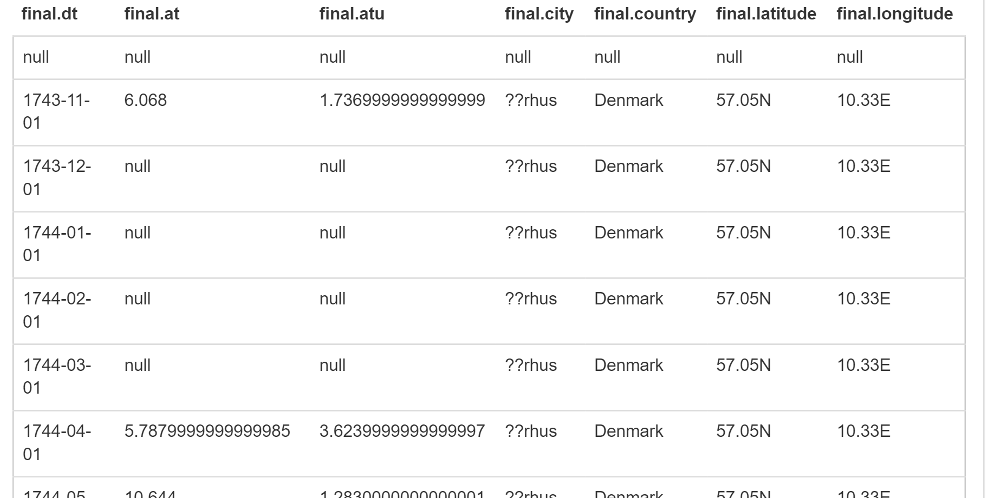 final.dt final.at final.atu final.city final.country final.latitude final.longitude
null null null null null null null
1743-11- 6.068 1.7369999999999999 ??rhus Denmark 57.05N 10.33E
01
1743-12- null null ??rhus Denmark 57.05N 10.33E
01
1744-01- null null ??rhus Denmark 57.05N 10.33E
01
1744-02- null null ??rhus Denmark 57.05N 10.33E
01
1744-03- null null ??rhus Denmark 57.05N 10.33E
01
1744-04- 5.7879999999999985 3.6239999999999997 ??rhus Denmark 57.05N 10.33E
01
1744-05- 10.644 1.2830000000000001 ??rhus Denmark 57.05N 10.33E